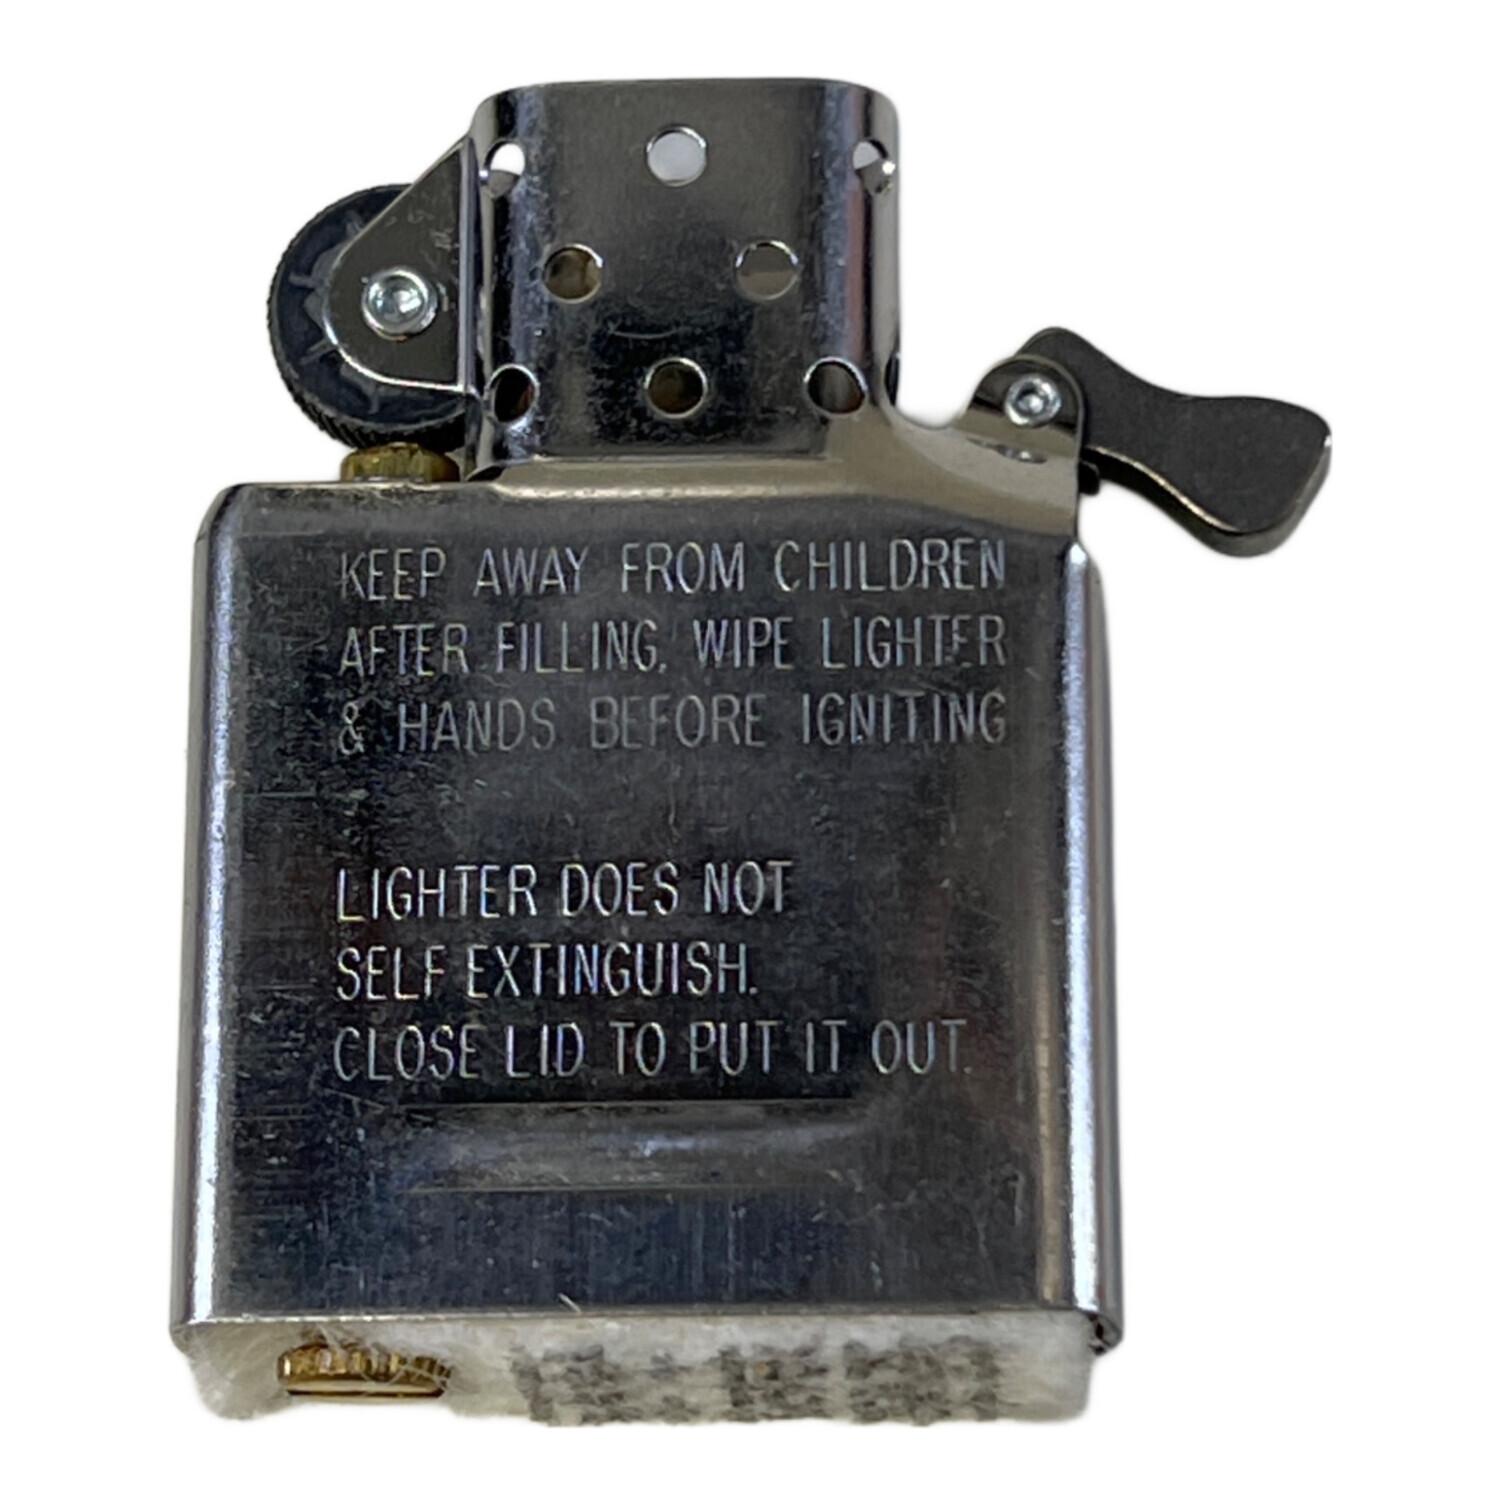 KEEP AWAY FROM CHILDREN
AFTER FILLING, WIPE LIGHTER
& HANDS BEFORE IGNITING
LIGHTER DOES NOT
SELF EXTINGUISH.
CLOSE LID TO PUT IT OUT.